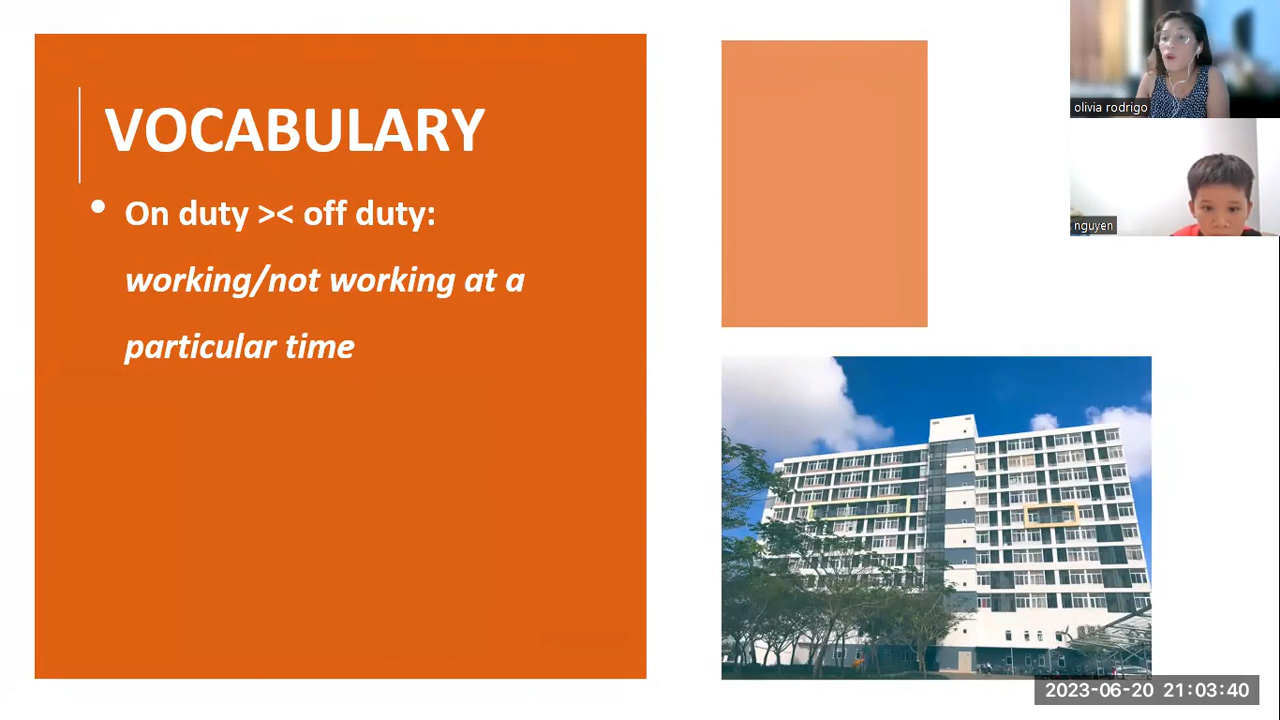 VOCABULARY
• On duty >< off duty:
working/not working at a
particular time
olivia rodrigo
nguyen
2023-06-20 21:03:40